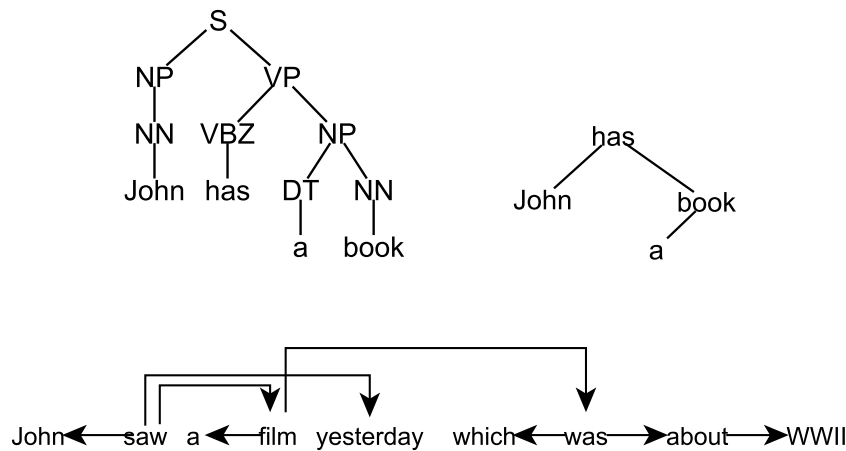 S
NP VP
NN VBZ NP
John has DT NN
a book
has
John book
a
John saw a film yesterday which was about WWII